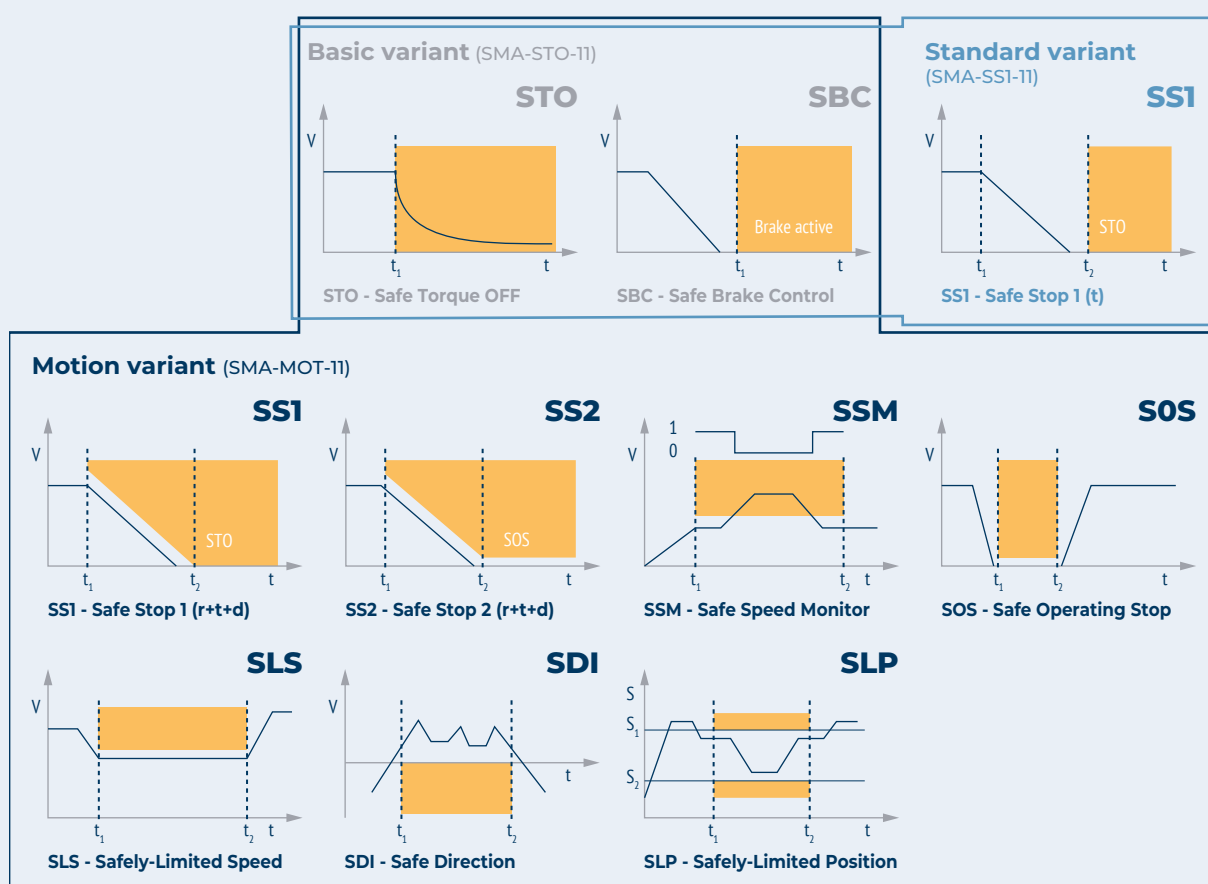 Basic variant (SMA-STO-11)
STO
V
t1
t
STO - Safe Torque OFF
SBC
V
Brake active
t1
t
SBC - Safe Brake Control
Standard variant
(SMA-SS1-11)
SS1
V
STO
t1
t2
t
SS1 - Safe Stop 1 (t)
Motion variant (SMA-MOT-11)
SS1
V
STO
t1
t2
t
SS1 - Safe Stop 1 (r+t+d)
SS2
V
SOS
t1
t2
t
SS2 - Safe Stop 2 (r+t+d)
SSM
1
0
V
t1
t2
t
SSM - Safe Speed Monitor
S0S
V
t1
t2
t
SOS - Safe Operating Stop
SLS
V
t1
t2
t
SLS - Safely-Limited Speed
SDI
V
t
t1
t2
SDI - Safe Direction
SLP
S
S1
S2
t1
t2
t
SLP - Safely-Limited Position